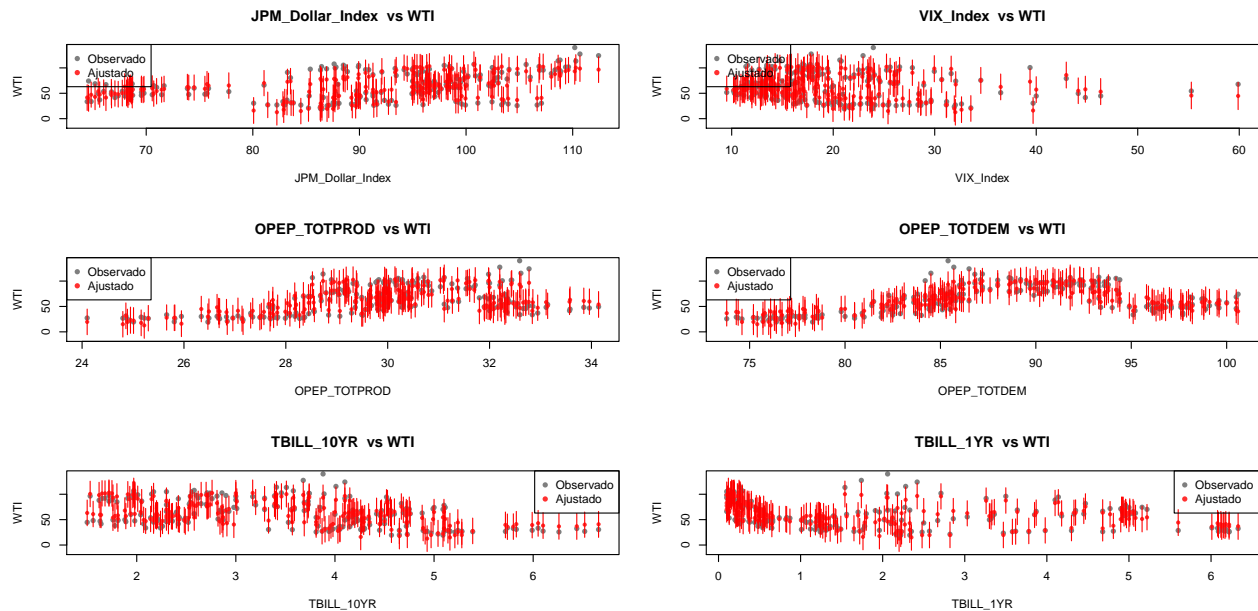 JPM_Dollar_Index vs WTI
WTI
0 50
Observado
Ajustado
70 80 90 100 110
JPM_Dollar_Index
VIX_Index vs WTI
WTI
0 50
Observado
Ajustado
10 20 30 40 50 60
VIX_Index
OPEP_TOTPROD vs WTI
WTI
0 50
Observado
Ajustado
24 26 28 30 32 34
OPEP_TOTPROD
OPEP_TOTDEM vs WTI
WTI
0 50
Observado
Ajustado
75 80 85 90 95 100
OPEP_TOTDEM
TBILL_10YR vs WTI
WTI
0 50
Observado
Ajustado
2 3 4 5 6
TBILL_10YR
TBILL_1YR vs WTI
WTI
0 50
Observado
Ajustado
0 1 2 3 4 5 6
TBILL_1YR